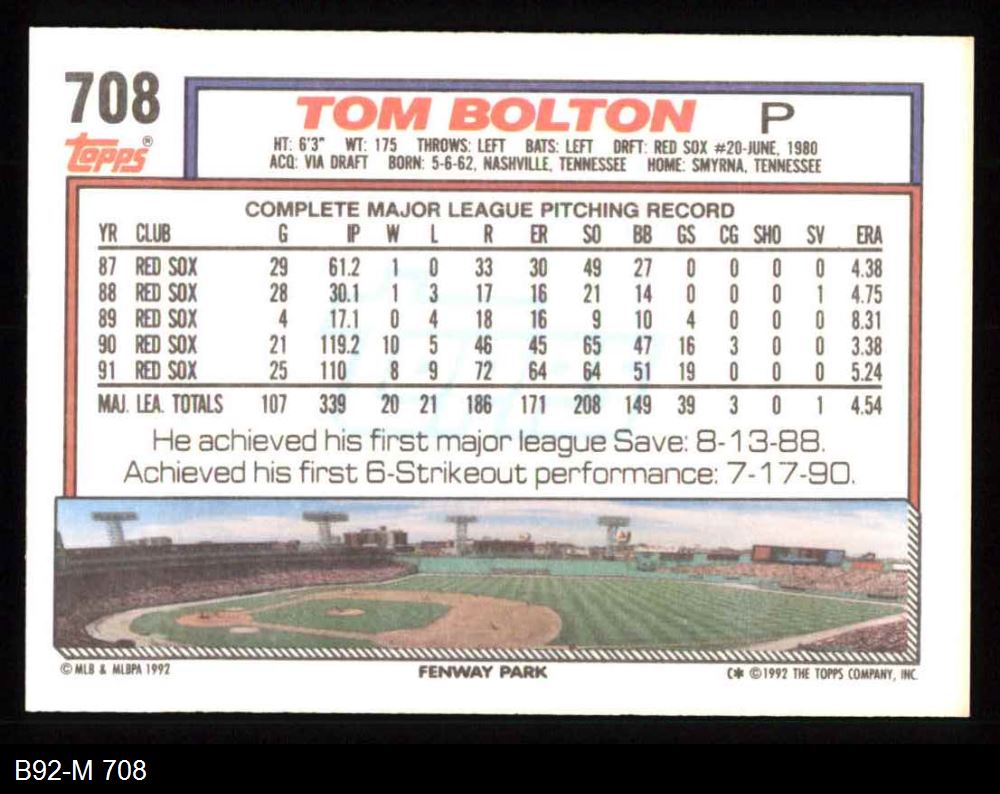 708
Topps®
TOM BOLTON P
HT: 6'3" WT: 175 THROWS: LEFT BATS: LEFT DRFT: RED SOX #20-JUNE, 1980
ACQ: VIA DRAFT BORN: 5-6-62, NASHVILLE, TENNESSEE HOME: SMYRNA, TENNESSEE
COMPLETE MAJOR LEAGUE PITCHING RECORD
YR CLUB G IP W L R ER SO BB GS CG SHO SV ERA
87 RED SOX 29 61.2 1 0 33 30 49 27 0 0 0 0 4.38
88 RED SOX 28 30.1 1 3 17 16 21 14 0 0 0 1 4.75
89 RED SOX 4 17.1 0 4 18 16 9 10 4 0 0 0 8.31
90 RED SOX 21 119.2 10 5 46 45 65 47 16 3 0 0 3.38
91 RED SOX 25 110 8 9 72 64 64 51 19 0 0 0 5.24
MAJ. LEA. TOTALS 107 339 20 21 186 171 208 149 39 3 0 1 4.54
He achieved his first major league Save: 8-13-88.
Achieved his first 6-Strikeout performance: 7-17-90.
© MLB & MLBPA 1992 FENWAY PARK C* ©1992 THE TOPPS COMPANY, INC.
B92-M 708